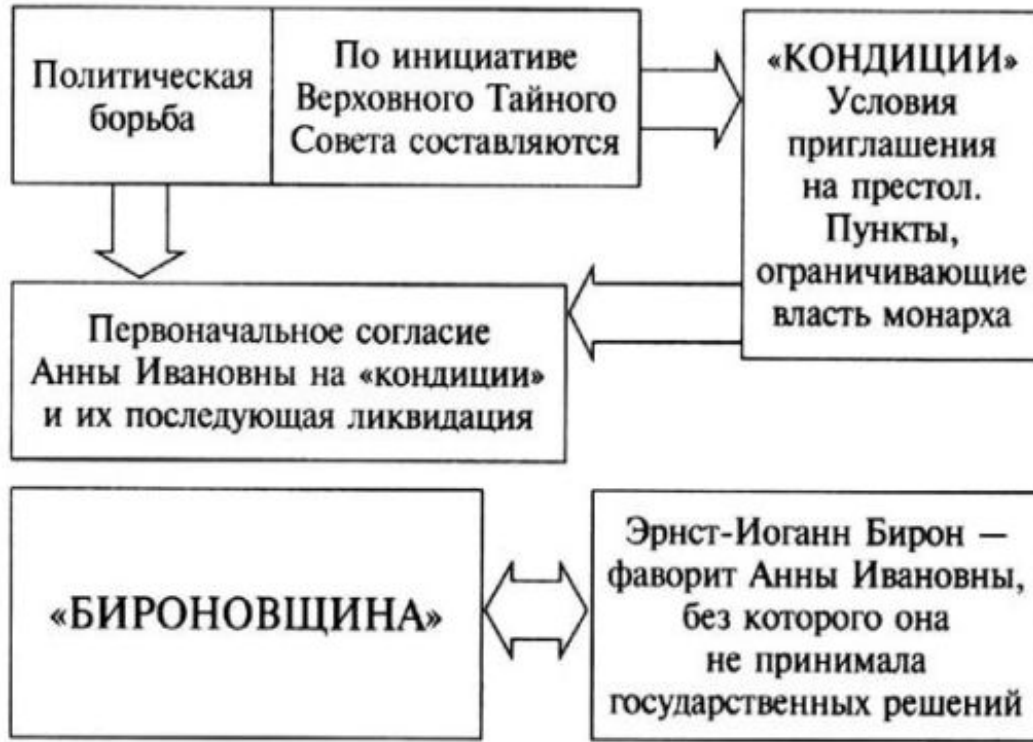 Политическая
борьба
По инициативе
Верховного Тайного
Совета составляются
«КОНДИЦИИ»
Условия
приглашения
на престол.
Пункты,
ограничивающие
власть монарха
Первоначальное согласие
Анны Ивановны на «кондиции»
и их последующая ликвидация
«БИРОНОВЩИНА»
Эрнст-Иоганн Бирон —
фаворит Анны Ивановны,
без которого она
не принимала
государственных решений